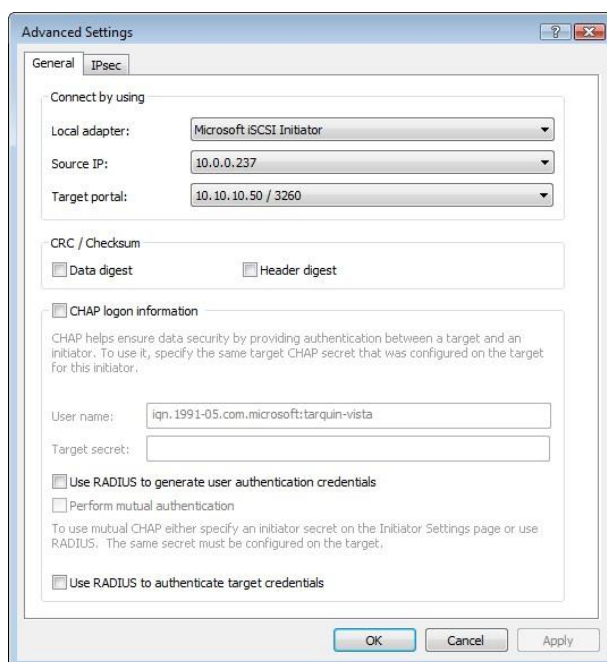 Advanced Settings
General IPsec
Connect by using
Local adapter: Microsoft iSCSI Initiator
Source IP: 10.0.0.237
Target portal: 10.10.10.50 / 3260
CRC / Checksum
Data digest Header digest
CHAP logon information
CHAP helps ensure data security by providing authentication between a target and an
initiator. To use it, specify the same target CHAP secret that was configured on the target
for this initiator.
User name: iqn.1991-05.com.microsoft:tarquin-vista
Target secret:
Use RADIUS to generate user authentication credentials
Perform mutual authentication
To use mutual CHAP either specify an initiator secret on the Initiator Settings page or use
RADIUS. The same secret must be configured on the target.
Use RADIUS to authenticate target credentials
OK Cancel Apply